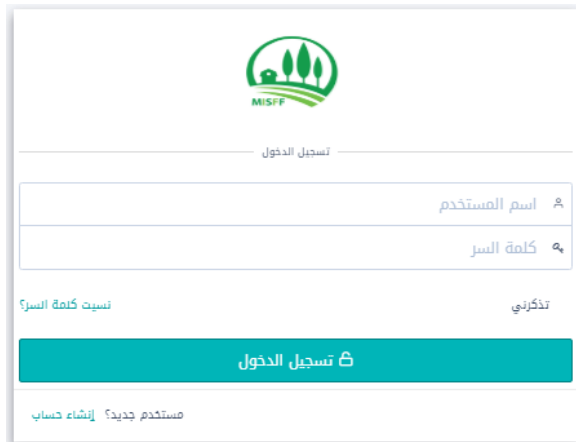 MISFF
تسجيل الدخول
اسم المستخدم
كلمة السر
تذكرني
نسيت كلمة السر؟
تسجيل الدخول
مستخدم جديد؟ إنشاء حساب